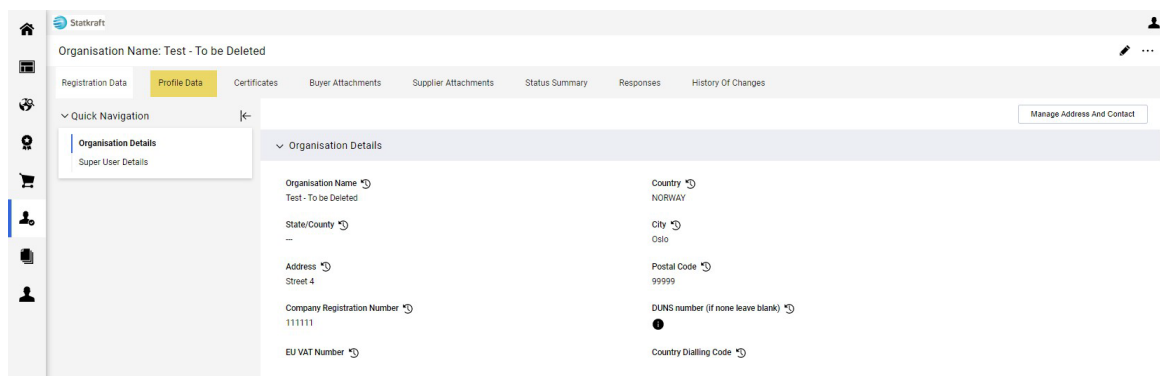 Statkraft
Organisation Name: Test - To be Deleted
Registration Data Profile Data Certificates Buyer Attachments Supplier Attachments Status Summary Responses History Of Changes
Quick Navigation
Organisation Details
Super User Details
Manage Address And Contact
Organisation Details
Organisation Name
Test - To be Deleted
Country
NORWAY
State/County
---
City
Oslo
Address
Street 4
Postal Code
99999
Company Registration Number
111111
DUNS number (if none leave blank)
EU VAT Number
Country Dialling Code